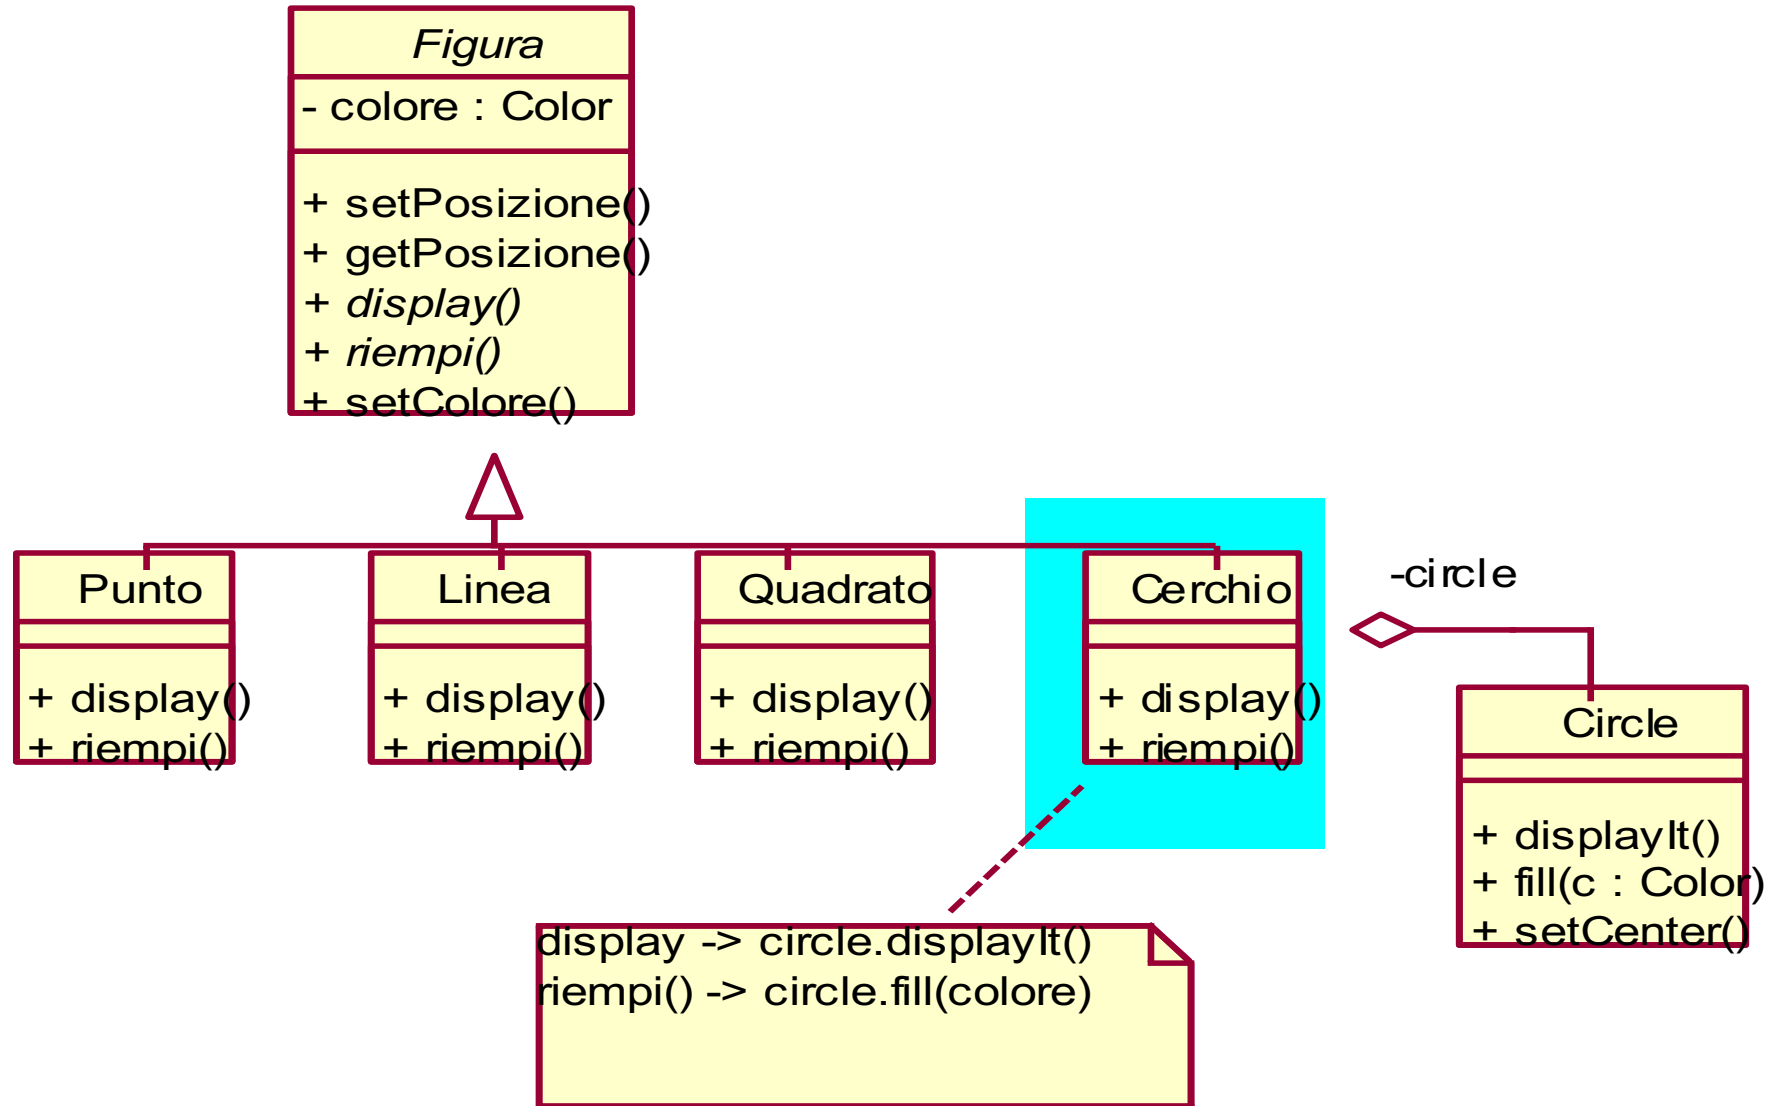 Figura
- colore : Color
+ setPosizione()
+ getPosizione()
+ display()
+ riempi()
+ setColore()
Punto
+ display()
+ riempi()
Linea
+ display()
+ riempi()
Quadrato
+ display()
+ riempi()
Cerchio
+ display()
+ riempi()
-circle
Circle
+ displayIt()
+ fill(c : Color)
+ setCenter()
display -> circle.displayIt()
riempi() -> circle.fill(colore)